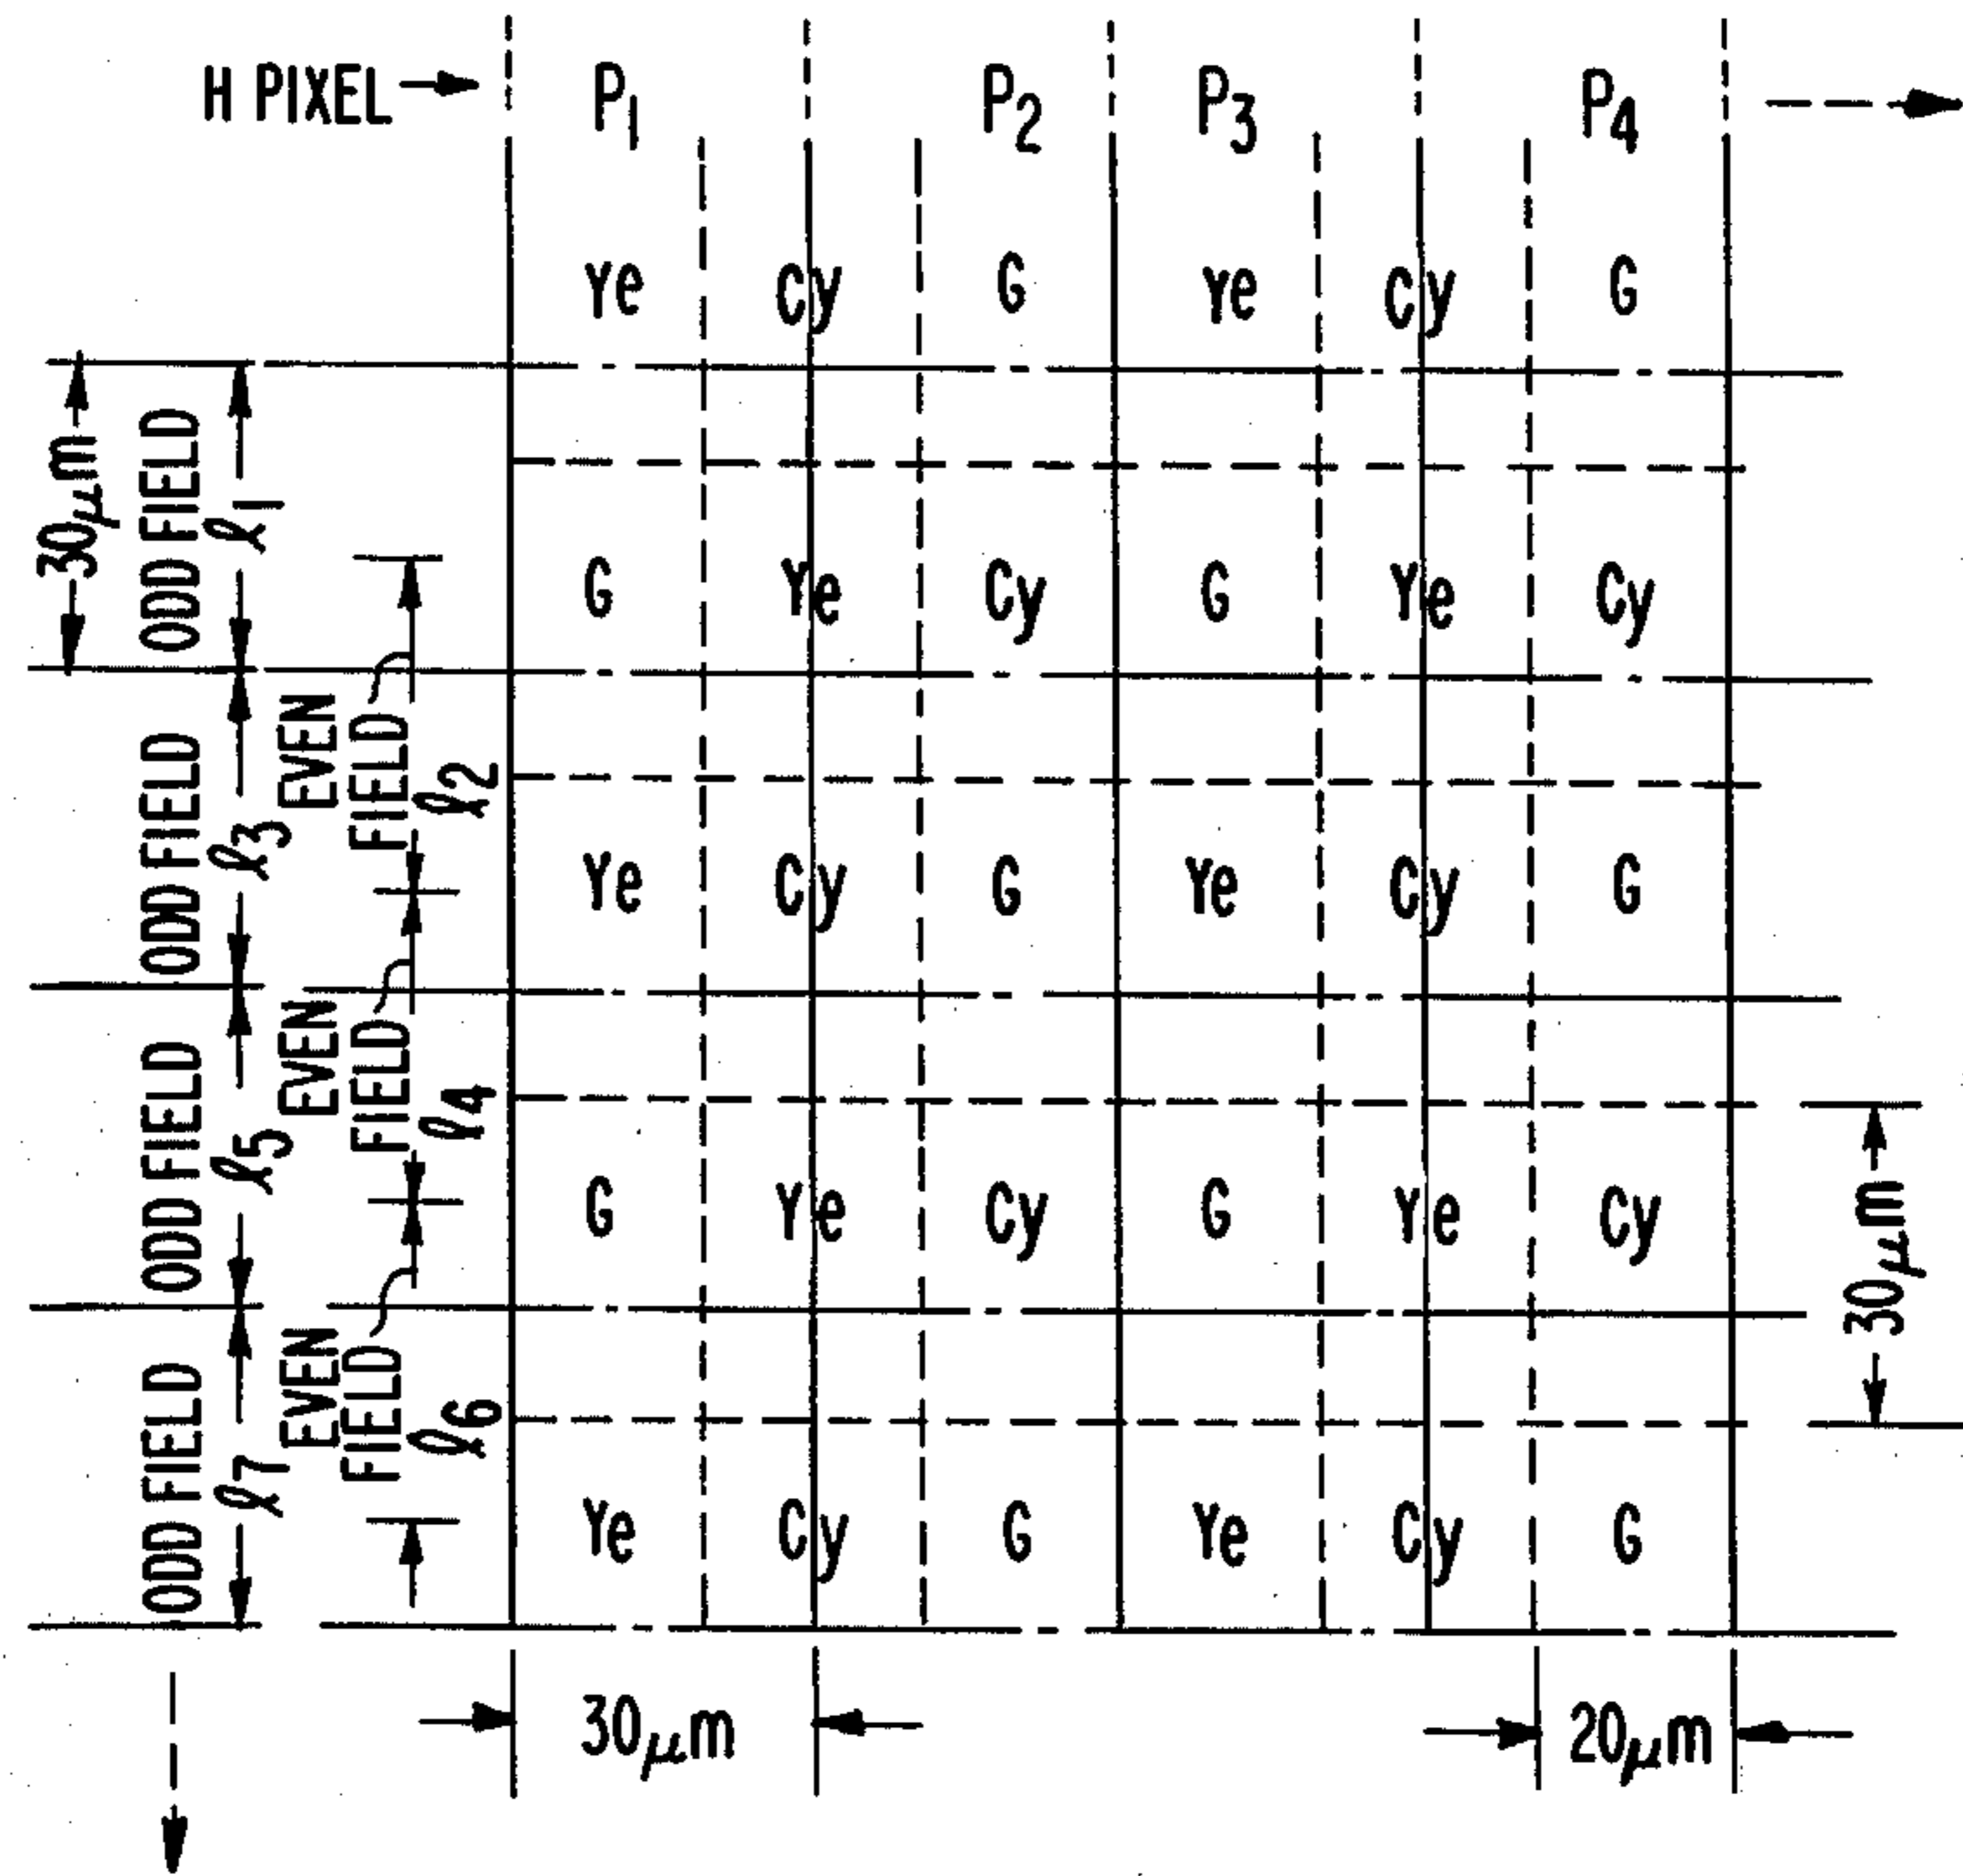 H PIXEL P1 P2 P3 P4
Ye Cy G Ye Cy G
30μm
ODD FIELD
ℓ1
G Ye Cy G Ye Cy
EVEN
FIELD
ℓ2
ODD FIELD
ℓ3
Ye Cy G Ye Cy G
EVEN
FIELD
ℓ4
ODD FIELD
ℓ5
G Ye Cy G Ye Cy
30μm
EVEN
FIELD
ℓ6
ODD FIELD
ℓ7
Ye Cy G Ye Cy G
30μm
20μm